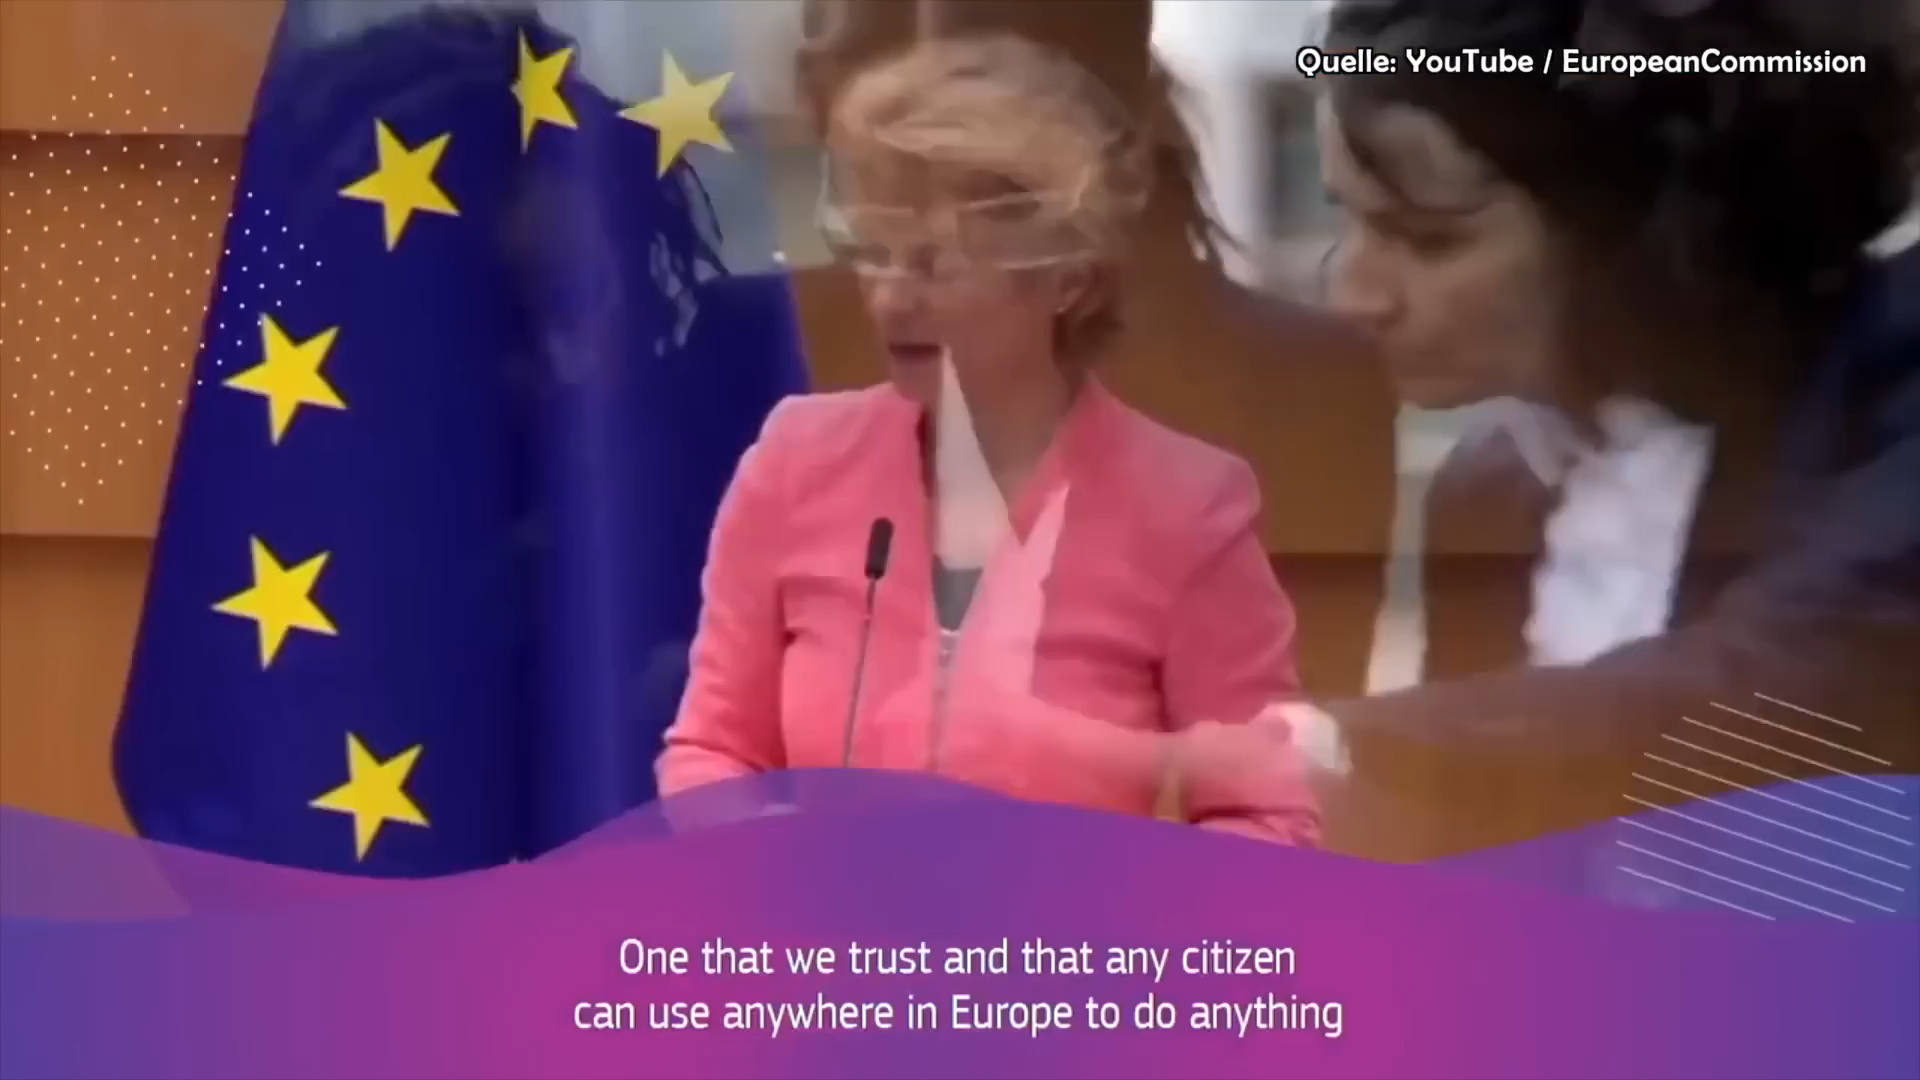 Quelle: YouTube / EuropeanCommission
One that we trust and that any citizen
can use anywhere in Europe to do anything